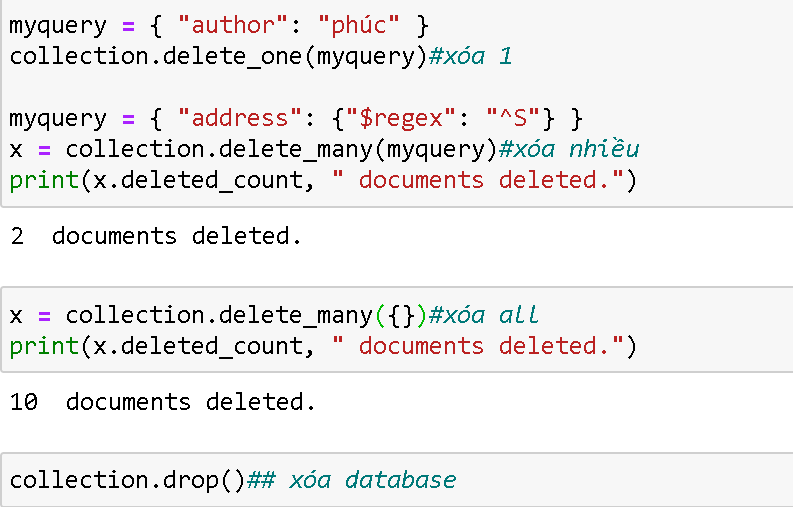 myquery = { "author": "phúc" }
collection.delete_one(myquery)#xóa 1
myquery = { "address": {"$regex": "^S"} }
x = collection.delete_many(myquery)#xóa nhiều
print(x.deleted_count, " documents deleted.")
2  documents deleted.
x = collection.delete_many({})#xóa all
print(x.deleted_count, " documents deleted.")
10  documents deleted.
collection.drop()## xóa database